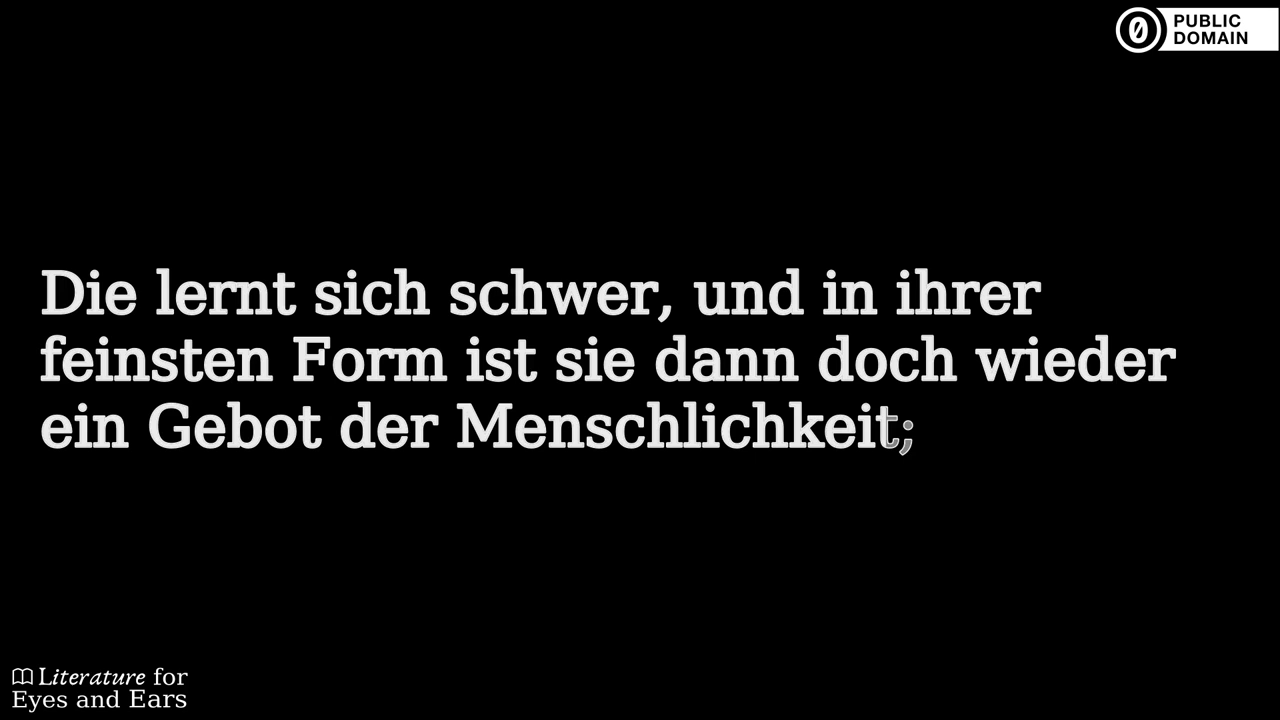 PUBLIC
DOMAIN
Die lernt sich schwer, und in ihrer
feinsten Form ist sie dann doch wieder
ein Gebot der Menschlichkeit;
Literature for
Eyes and Ears